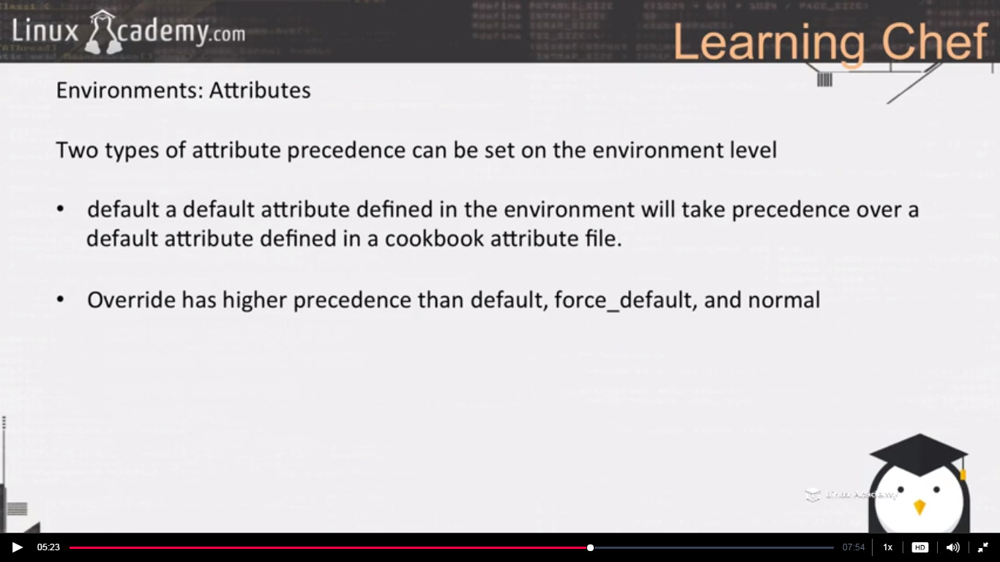 Linux Academy.com
Learning Chef
Environments: Attributes
Two types of attribute precedence can be set on the environment level
• default a default attribute defined in the environment will take precedence over a
default attribute defined in a cookbook attribute file.
• Override has higher precedence than default, force_default, and normal
Linux Academy
05:23
07:54
1x
HD